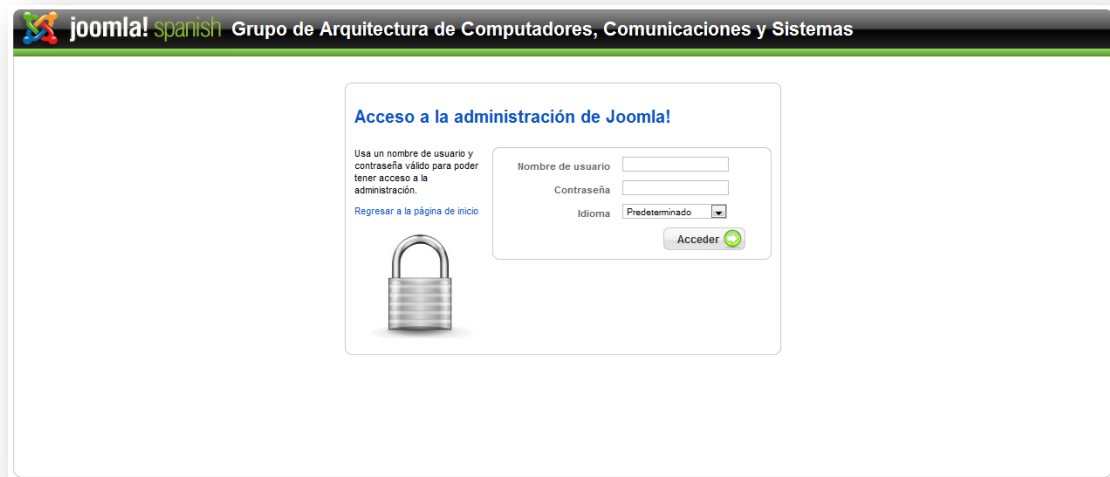 joomla! spanish Grupo de Arquitectura de Computadores, Comunicaciones y Sistemas
Acceso a la administración de Joomla!
Usa un nombre de usuario y
contraseña válido para poder
tener acceso a la
administración.
Regresar a la página de inicio
Nombre de usuario
Contraseña
Idioma Predeterminado
Acceder